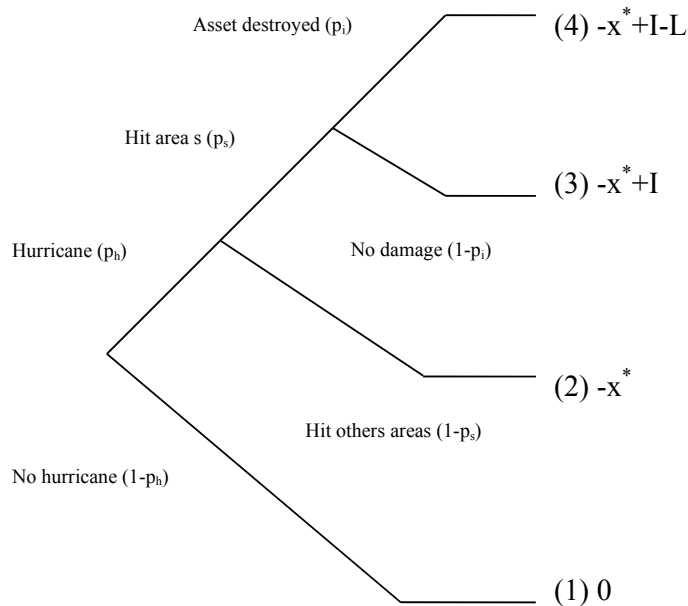 Asset destroyed (pᵢ)
(4) -x*+I-L
Hit area s (pₛ)
(3) -x*+I
Hurricane (pₕ)
No damage (1-pᵢ)
(2) -x*
Hit others areas (1-pₛ)
No hurricane (1-pₕ)
(1) 0